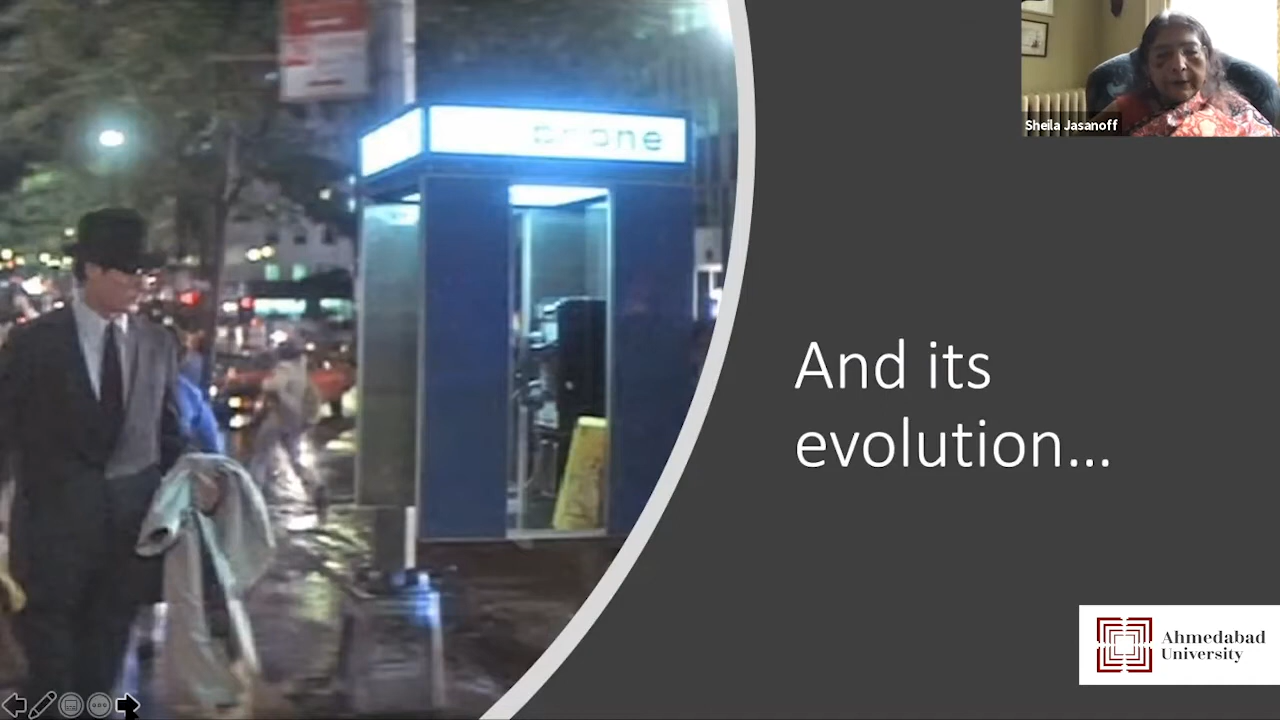 phone
Sheila Jasanoff
And its
evolution...
Ahmedabad
University